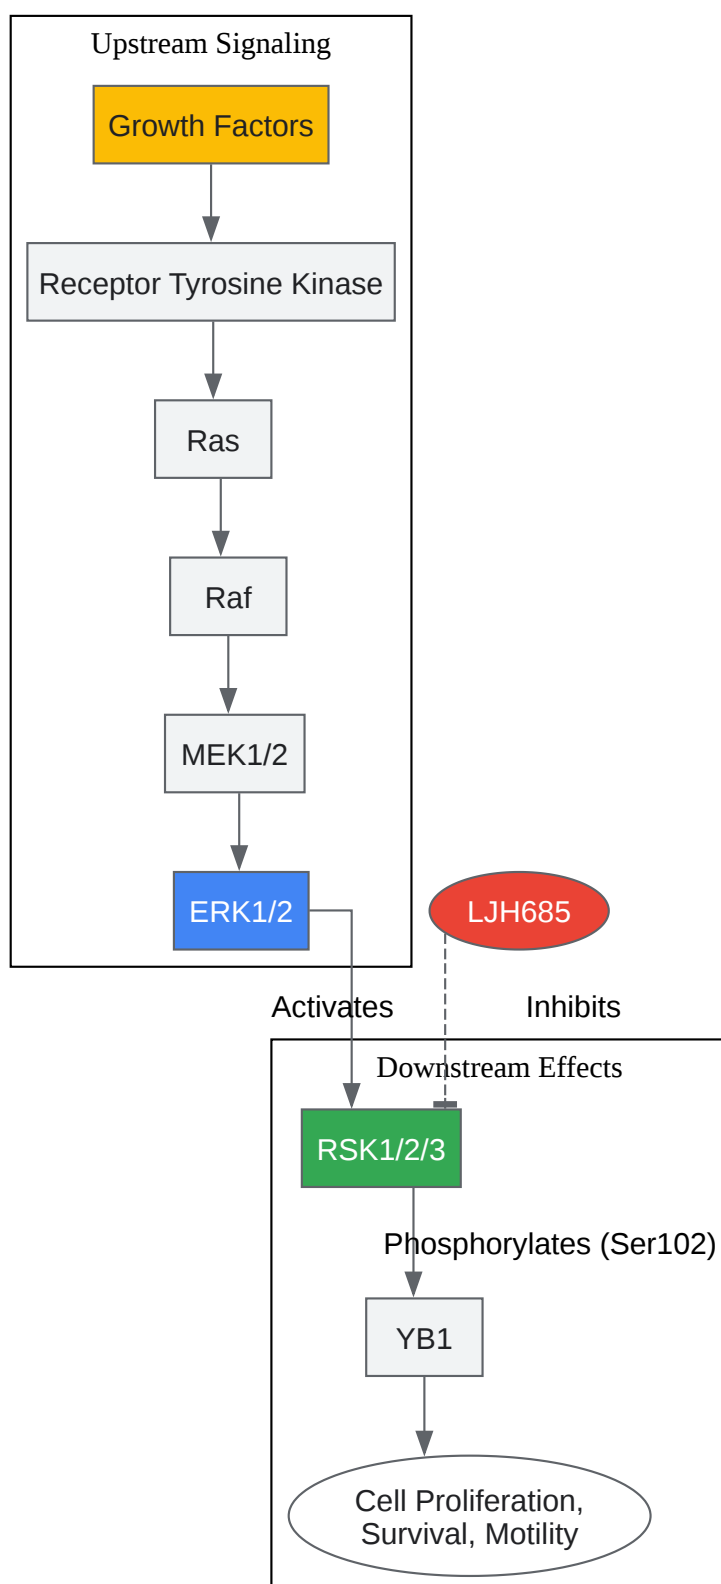 Upstream Signaling
Growth Factors
Receptor Tyrosine Kinase
Ras
Raf
MEK1/2
ERK1/2
LJH685
Activates
Inhibits
Downstream Effects
RSK1/2/3
Phosphorylates (Ser102)
YB1
Cell Proliferation,
Survival, Motility